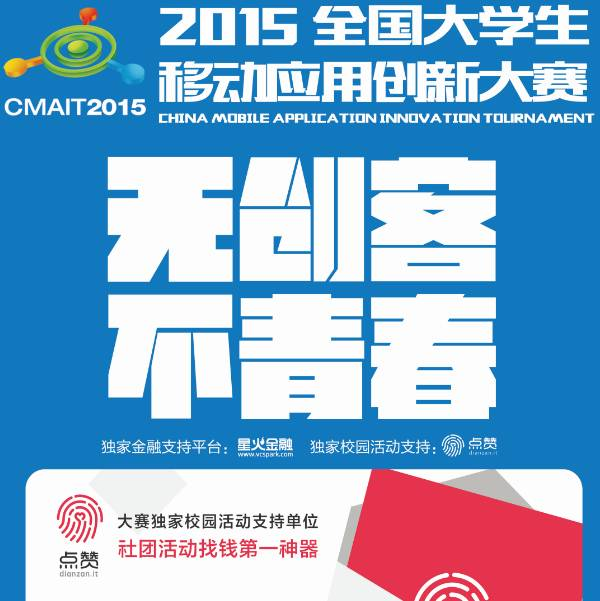 2015 全国大学生
移动应用创新大赛
CHINA MOBILE APPLICATION INNOVATION TOURNAMENT
CMAIT2015
无创客
不青春
独家金融支持平台：星火金融 www.vcspark.com 独家校园活动支持：点赞 dianzan.it
大赛独家校园活动支持单位
社团活动找钱第一神器
点赞
dianzan.it